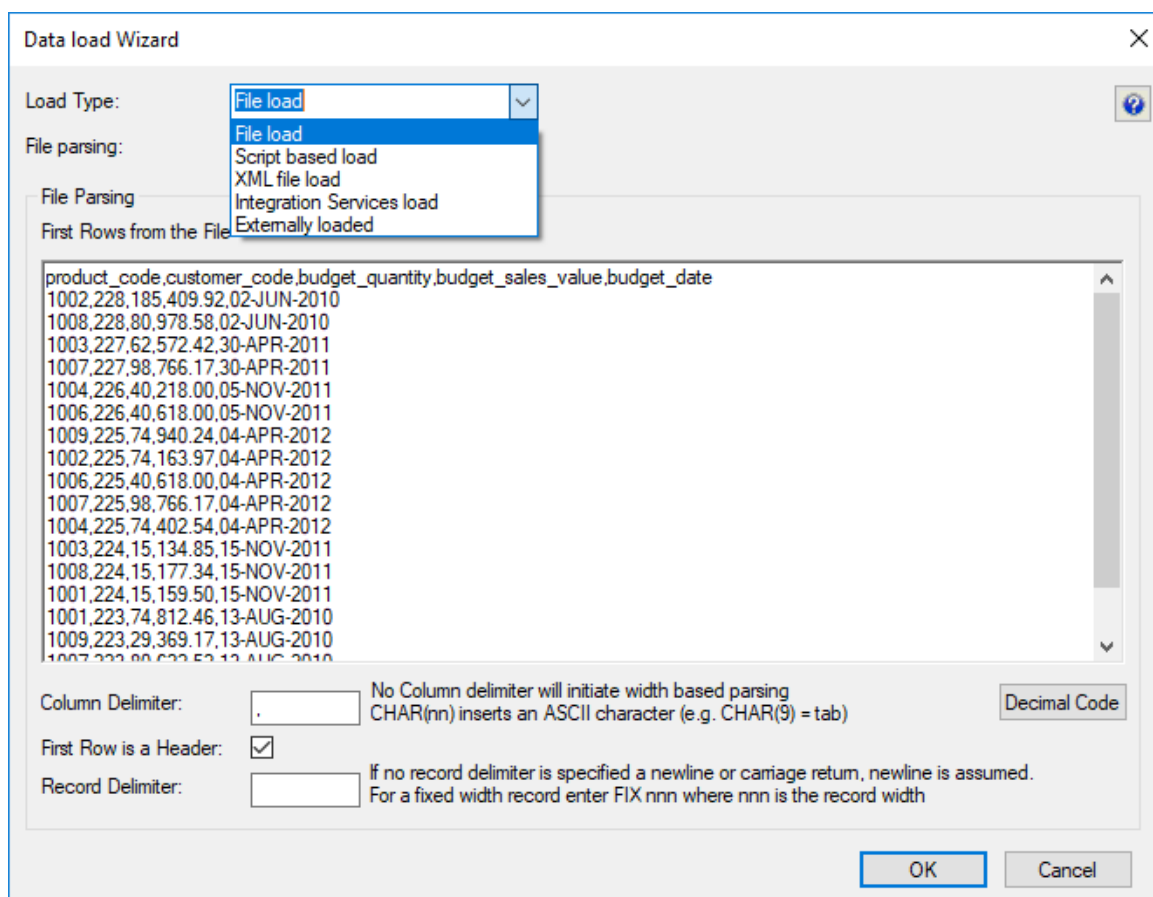 Data load Wizard
Load Type:
File load
File load
Script based load
XML file load
Integration Services load
Externally loaded
File parsing:
File Parsing
First Rows from the File
product_code,customer_code,budget_quantity,budget_sales_value,budget_date
1002,228,185,409.92,02-JUN-2010
1008,228,80,978.58,02-JUN-2010
1003,227,62,572.42,30-APR-2011
1007,227,98,766.17,30-APR-2011
1004,226,40,218.00,05-NOV-2011
1006,226,40,618.00,05-NOV-2011
1009,225,74,940.24,04-APR-2012
1002,225,74,163.97,04-APR-2012
1006,225,40,618.00,04-APR-2012
1007,225,98,766.17,04-APR-2012
1004,225,74,402.54,04-APR-2012
1003,224,15,134.85,15-NOV-2011
1008,224,15,177.34,15-NOV-2011
1001,224,15,159.50,15-NOV-2011
1001,223,74,812.46,13-AUG-2010
1009,223,29,369.17,13-AUG-2010
Column Delimiter:
,
No Column delimiter will initiate width based parsing
CHAR(nn) inserts an ASCII character (e.g. CHAR(9) = tab)
Decimal Code
First Row is a Header:
Record Delimiter:
If no record delimiter is specified a newline or carriage return, newline is assumed.
For a fixed width record enter FIX nnn where nnn is the record width
OK
Cancel